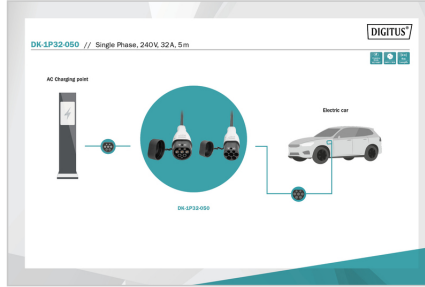 DIGITUS®
DK-1P32-050 // Single Phase, 240V, 32A, 5m
AC Charging point
Electric car
DK-1P32-050